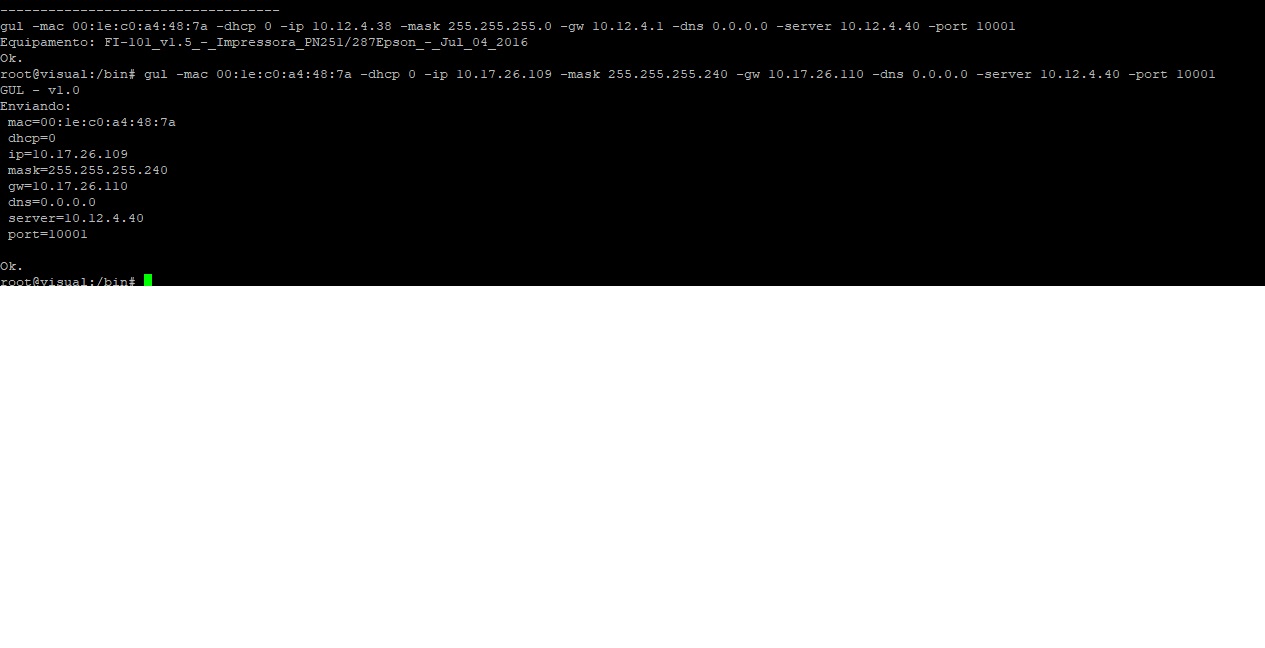 -----------------------------------
gul -mac 00:1e:c0:a4:48:7a -dhcp 0 -ip 10.12.4.38 -mask 255.255.255.0 -gw 10.12.4.1 -dns 0.0.0.0 -server 10.12.4.40 -port 10001
Equipamento: FI-101_v1.5_-_Impressora_PN251/287Epson_-_Jul_04_2016
Ok.
root@visual:/bin# gul -mac 00:1e:c0:a4:48:7a -dhcp 0 -ip 10.17.26.109 -mask 255.255.255.240 -gw 10.17.26.110 -dns 0.0.0.0 -server 10.12.4.40 -port 10001
GUL - v1.0
Enviando:
mac=00:1e:c0:a4:48:7a
dhcp=0
ip=10.17.26.109
mask=255.255.255.240
gw=10.17.26.110
dns=0.0.0.0
server=10.12.4.40
port=10001
Ok.
root@visual:/bin#